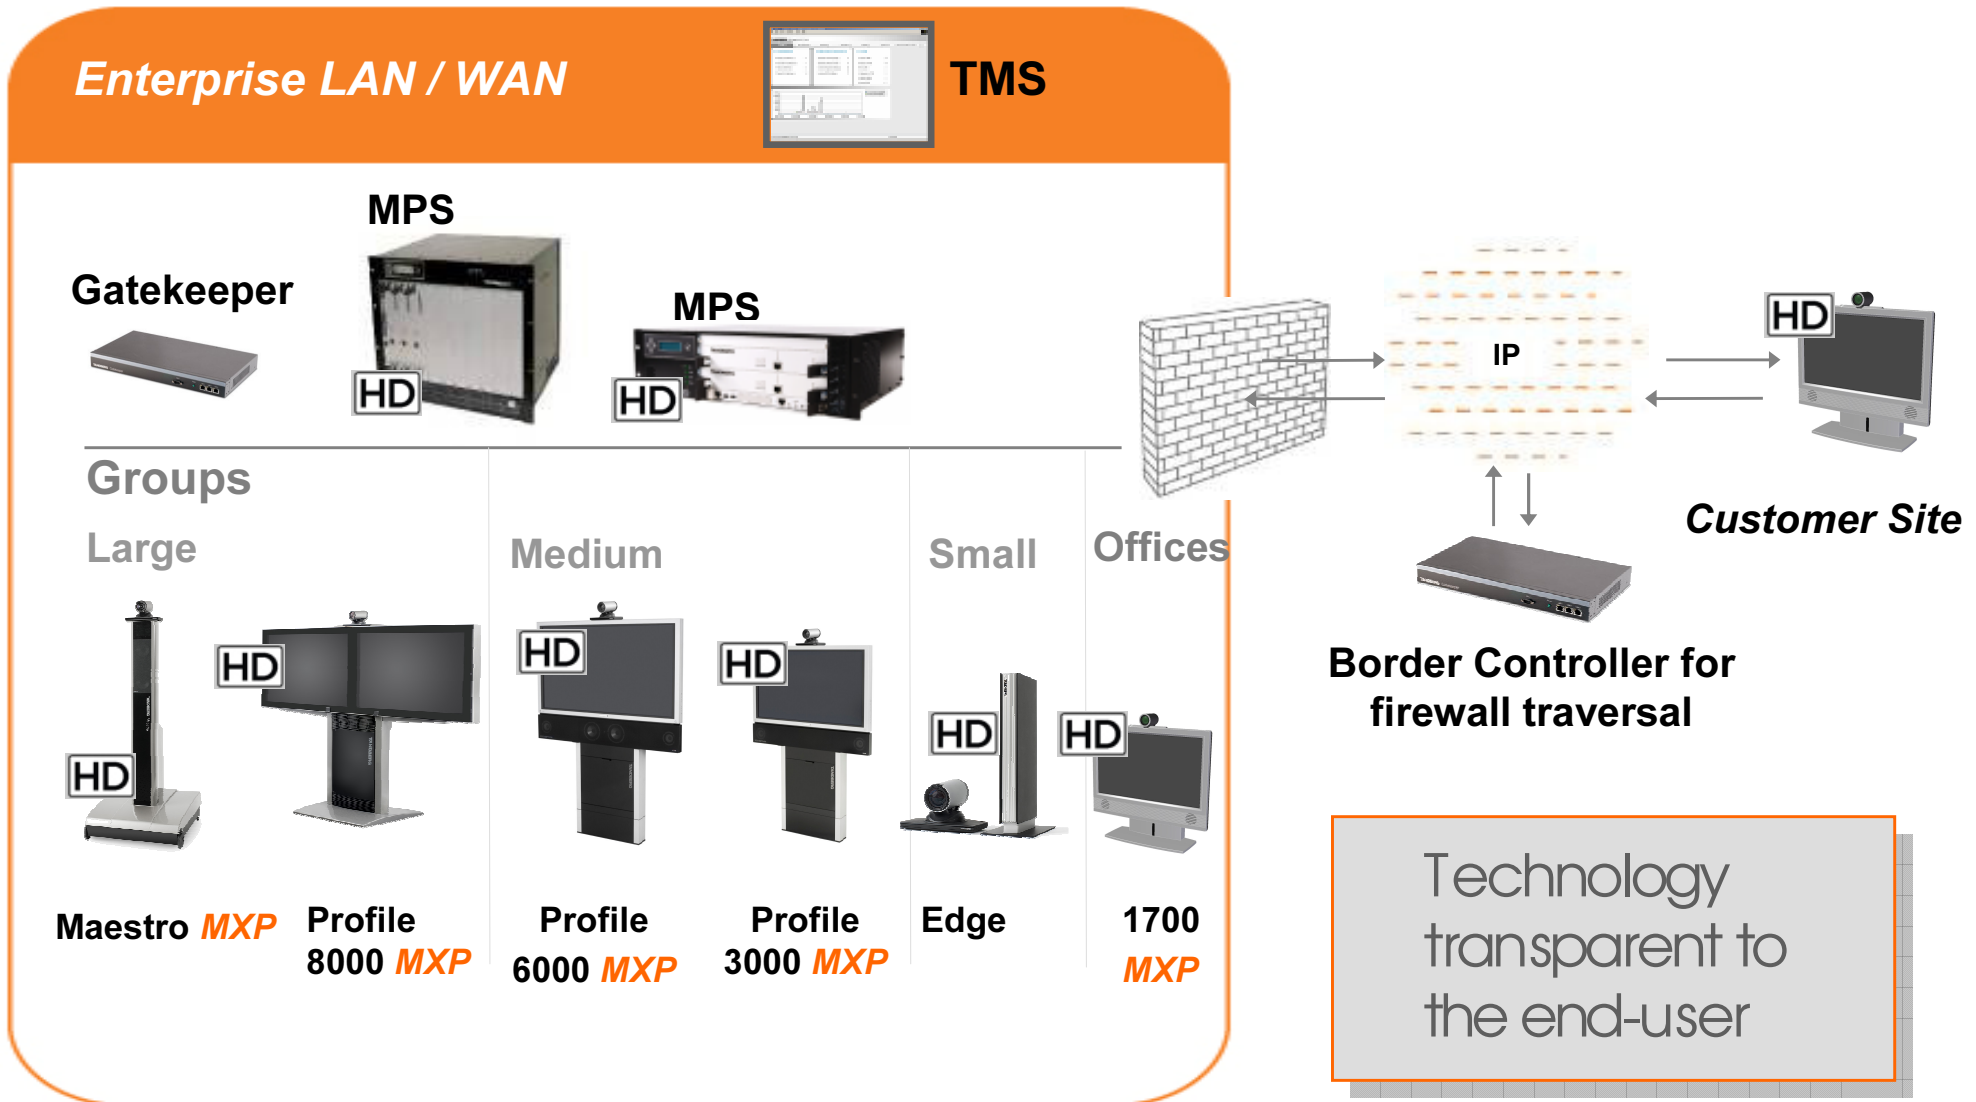 Enterprise LAN / WAN
TMS
MPS
Gatekeeper
MPS
HD
HD
HD
IP
Groups
Large
Medium
Small
Offices
Customer Site
HD
HD
HD
HD
HD
HD
Border Controller for
firewall traversal
Maestro MXP
Profile
8000 MXP
Profile
6000 MXP
Profile
3000 MXP
Edge
1700
MXP
Technology
transparent to
the end-user